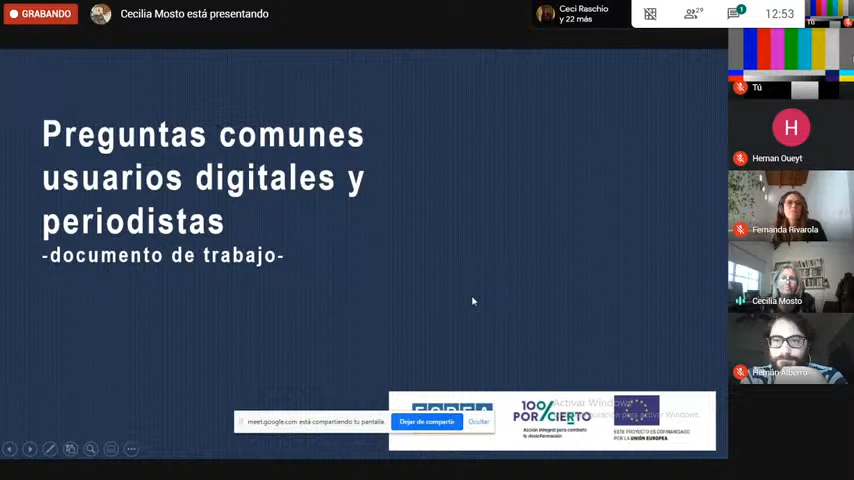 GRABANDO
Cecilia Mosto está presentando
Ceci Raschio
y 22 más
29
1
12:53
Tú
Preguntas comunes
usuarios digitales y
periodistas
-documento de trabajo-
Tú
H
Hernan Oueyt
Fernanda Rivarola
Cecilia Mosto
Hernán Alberro
meet.google.com está compartiendo tu pantalla.
Dejar de compartir
Ocultar
100%
POR/CIERTO
Acción integral para combatir
la desinformación
Activar Windows
ESTE PROYECTO ES COFINANCIADO
POR LA UNIÓN EUROPEA